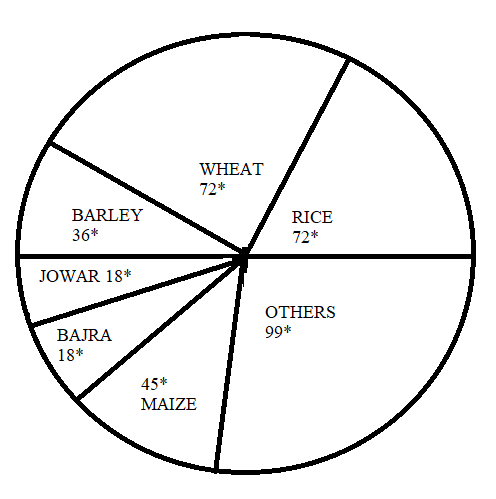 WHEAT
72*
BARLEY
36*
RICE
72*
JOWAR 18*
OTHERS
99*
BAJRA
18*
45*
MAIZE